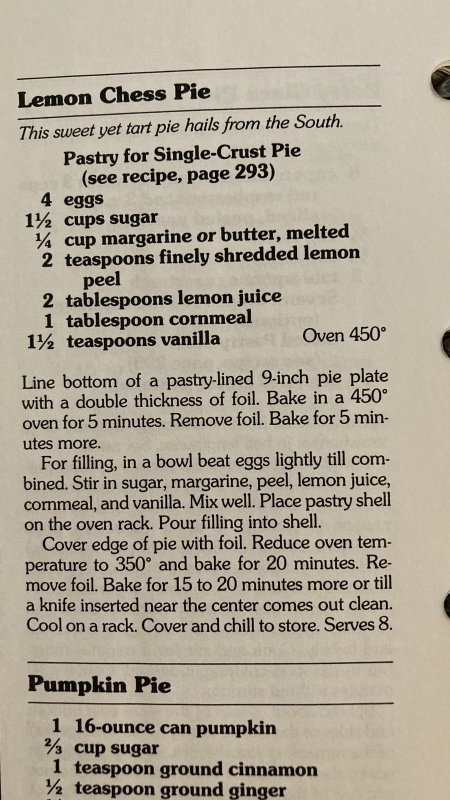 Lemon Chess Pie
This sweet yet tart pie hails from the South.
Pastry for Single-Crust Pie
(see recipe, page 293)
4 eggs
1½ cups sugar
¼ cup margarine or butter, melted
2 teaspoons finely shredded lemon
peel
2 tablespoons lemon juice
1 tablespoon cornmeal
1½ teaspoons vanilla Oven 450°
Line bottom of a pastry-lined 9-inch pie plate
with a double thickness of foil. Bake in a 450°
oven for 5 minutes. Remove foil. Bake for 5 min-
utes more.
For filling, in a bowl beat eggs lightly till com-
bined. Stir in sugar, margarine, peel, lemon juice,
cornmeal, and vanilla. Mix well. Place pastry shell
on the oven rack. Pour filling into shell.
Cover edge of pie with foil. Reduce oven tem-
perature to 350° and bake for 20 minutes. Re-
move foil. Bake for 15 to 20 minutes more or till
a knife inserted near the center comes out clean.
Cool on a rack. Cover and chill to store. Serves 8.
Pumpkin Pie
1 16-ounce can pumpkin
⅔ cup sugar
1 teaspoon ground cinnamon
½ teaspoon ground ginger